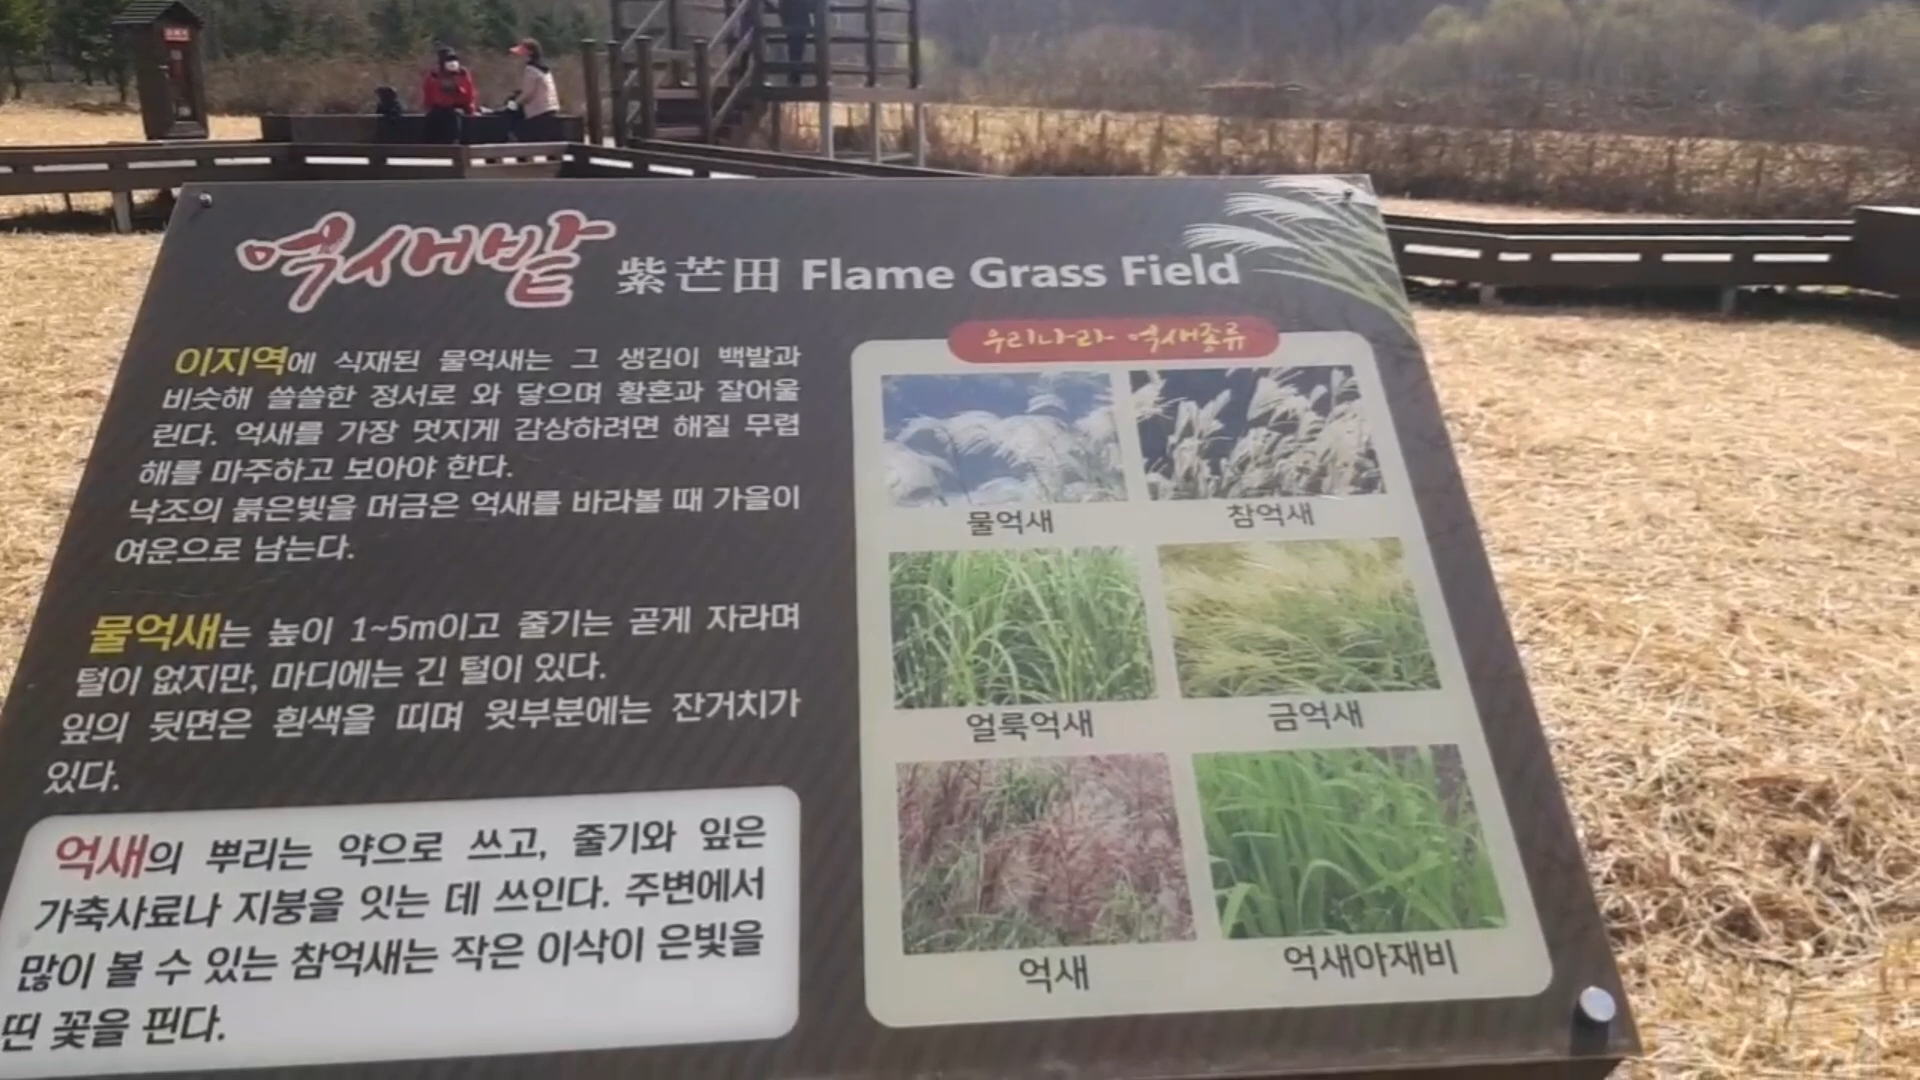 억새밭 紫芒田 Flame Grass Field
이지역에 식재된 물억새는 그 생김이 백발과
비슷해 쓸쓸한 정서로 와 닿으며 황혼과 잘어울
린다. 억새를 가장 멋지게 감상하려면 해질 무렵
해를 마주하고 보아야 한다.
낙조의 붉은빛을 머금은 억새를 바라볼 때 가을이
여운으로 남는다.
물억새는 높이 1~5m이고 줄기는 곧게 자라며
털이 없지만, 마디에는 긴 털이 있다.
잎의 뒷면은 흰색을 띠며 윗부분에는 잔거치가
있다.
억새의 뿌리는 약으로 쓰고, 줄기와 잎은
가축사료나 지붕을 잇는 데 쓰인다. 주변에서
많이 볼 수 있는 참억새는 작은 이삭이 은빛을
띤 꽃을 핀다.
우리나라 억새종류
물억새 참억새
얼룩억새 금억새
억새 억새아재비